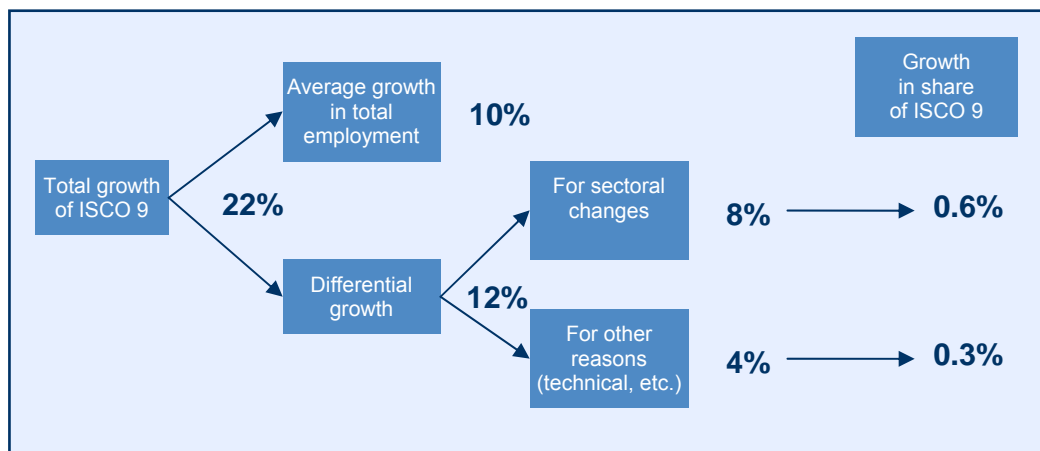 Average growth
in total
employment
10%
Growth
in share
of ISCO 9
Total growth
of ISCO 9
22%
For sectoral
changes
8%
0.6%
Differential
growth
12%
For other
reasons
(technical, etc.)
4%
0.3%